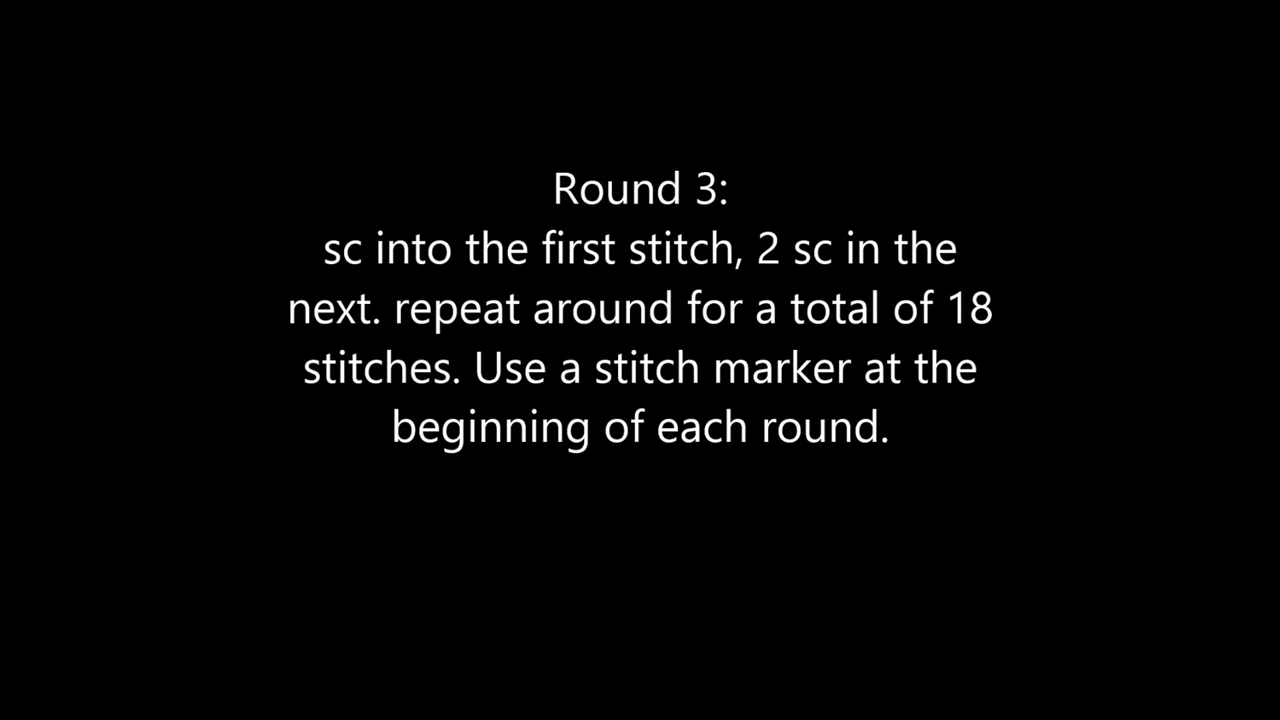 Round 3:
sc into the first stitch, 2 sc in the
next. repeat around for a total of 18
stitches. Use a stitch marker at the
beginning of each round.